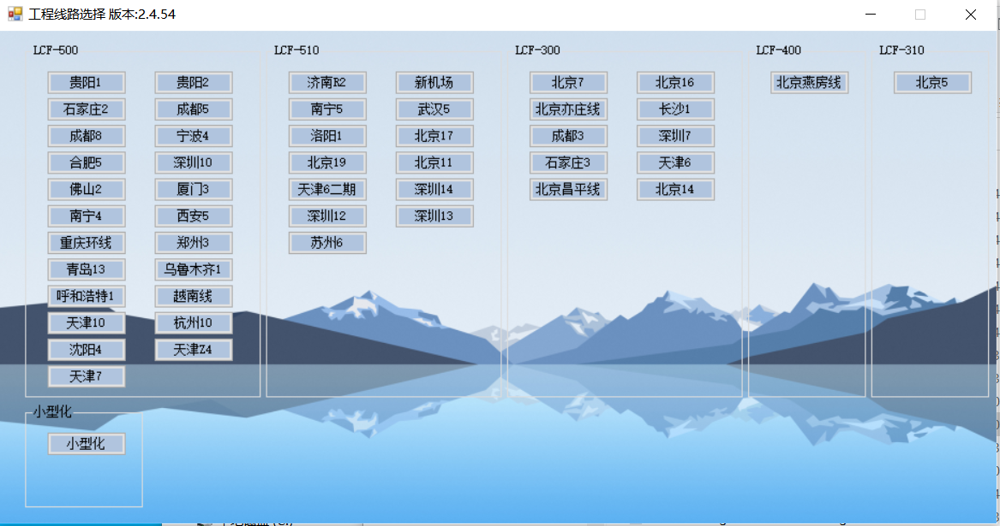 工程线路选择 版本:2.4.54
LCF-500
贵阳1 贵阳2
石家庄2 成都5
成都8 宁波4
合肥5 深圳10
佛山2 厦门3
南宁4 西安5
重庆环线 郑州3
青岛13 乌鲁木齐1
呼和浩特1 越南线
天津10 杭州10
沈阳4 天津Z4
天津7
LCF-510
济南R2 新机场
南宁5 武汉5
洛阳1 北京17
北京19 北京11
天津6二期 深圳14
深圳12 深圳13
苏州6
LCF-300
北京7 北京16
北京亦庄线 长沙1
成都3 深圳7
石家庄3 天津6
北京昌平线 北京14
LCF-400
北京燕房线
LCF-310
北京5
小型化
小型化